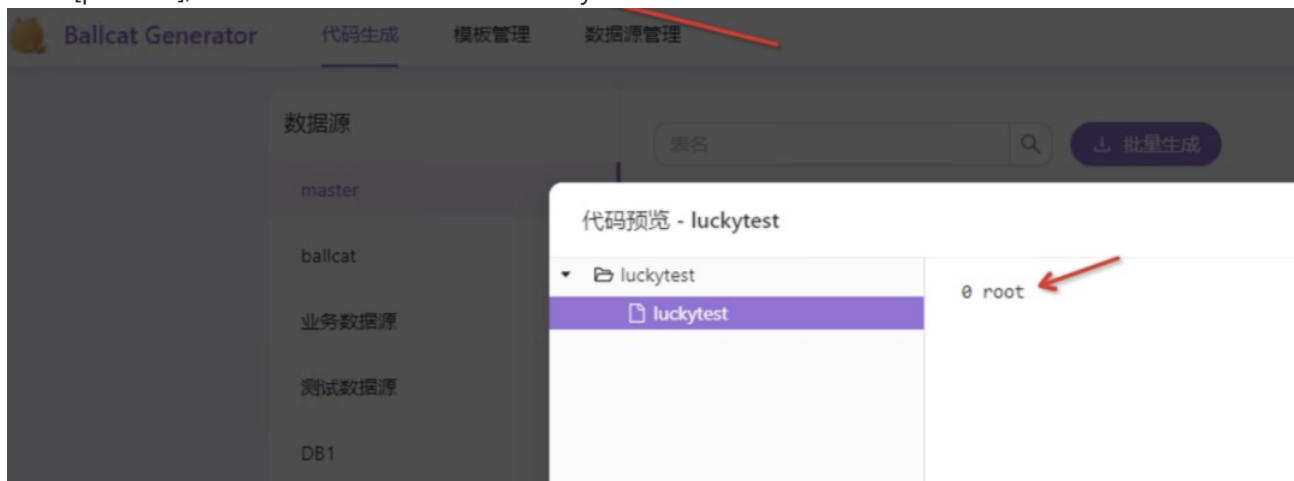 Ballcat Generator 代码生成 模板管理 数据源管理
数据源
表名 批量生成
master
代码预览 - luckytest
ballcat
luckytest
0 root
luckytest
业务数据源
测试数据源
DB1